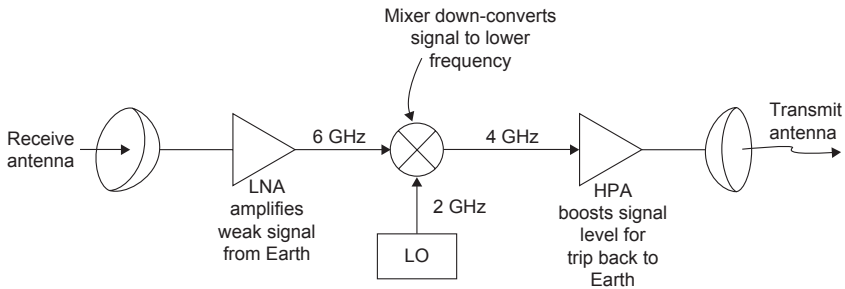 Mixer down-converts
signal to lower
frequency
Receive
antenna
6 GHz
4 GHz
Transmit
antenna
LNA
amplifies
weak signal
from Earth
2 GHz
LO
HPA
boosts signal
level for
trip back to
Earth